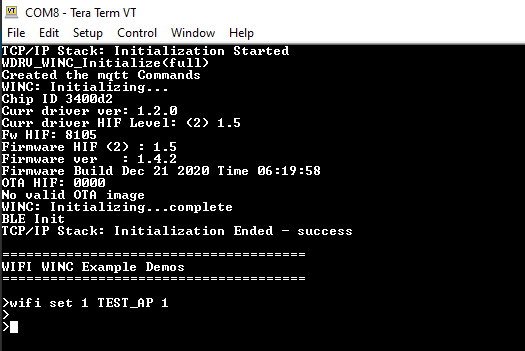 COM8 - Tera Term VT
File Edit Setup Control Window Help
TCP/IP Stack: Initialization Started
WDRU_WINC_Initialize(full)
Created the mqtt Commands
WINC: Initializing...
Chip ID 3400d2
Curr driver ver: 1.2.0
Curr driver HIF Level: (2) 1.5
Fw HIF: 8105
Firmware HIF (2) : 1.5
Firmware ver   : 1.4.2
Firmware Build Dec 21 2020 Time 06:19:58
OTA HIF: 0000
No valid OTA image
WINC: Initializing...complete
BLE Init
TCP/IP Stack: Initialization Ended - success
======================================
WIFI WINC Example Demos
======================================
>wifi set 1 TEST_AP 1
>
>